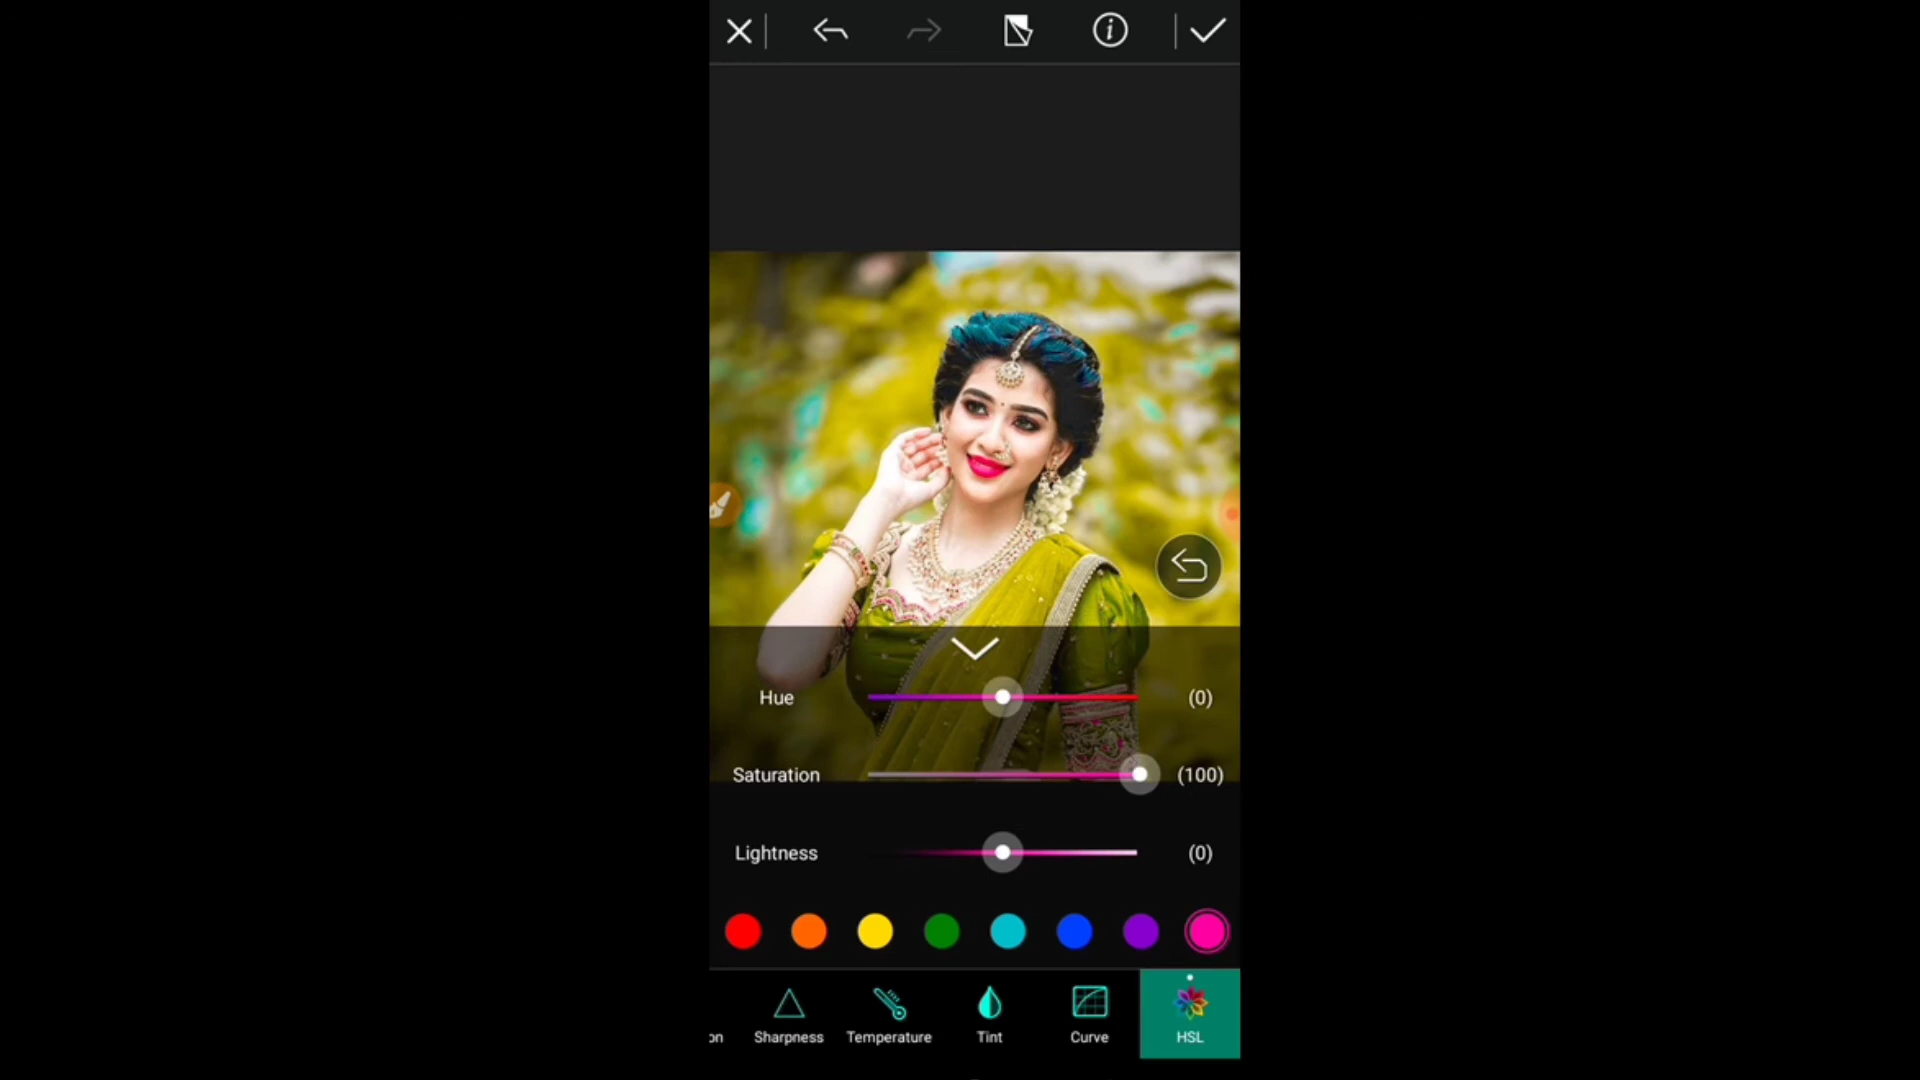 Hue (0)
Saturation (100)
Lightness (0)
on Sharpness Temperature Tint Curve HSL